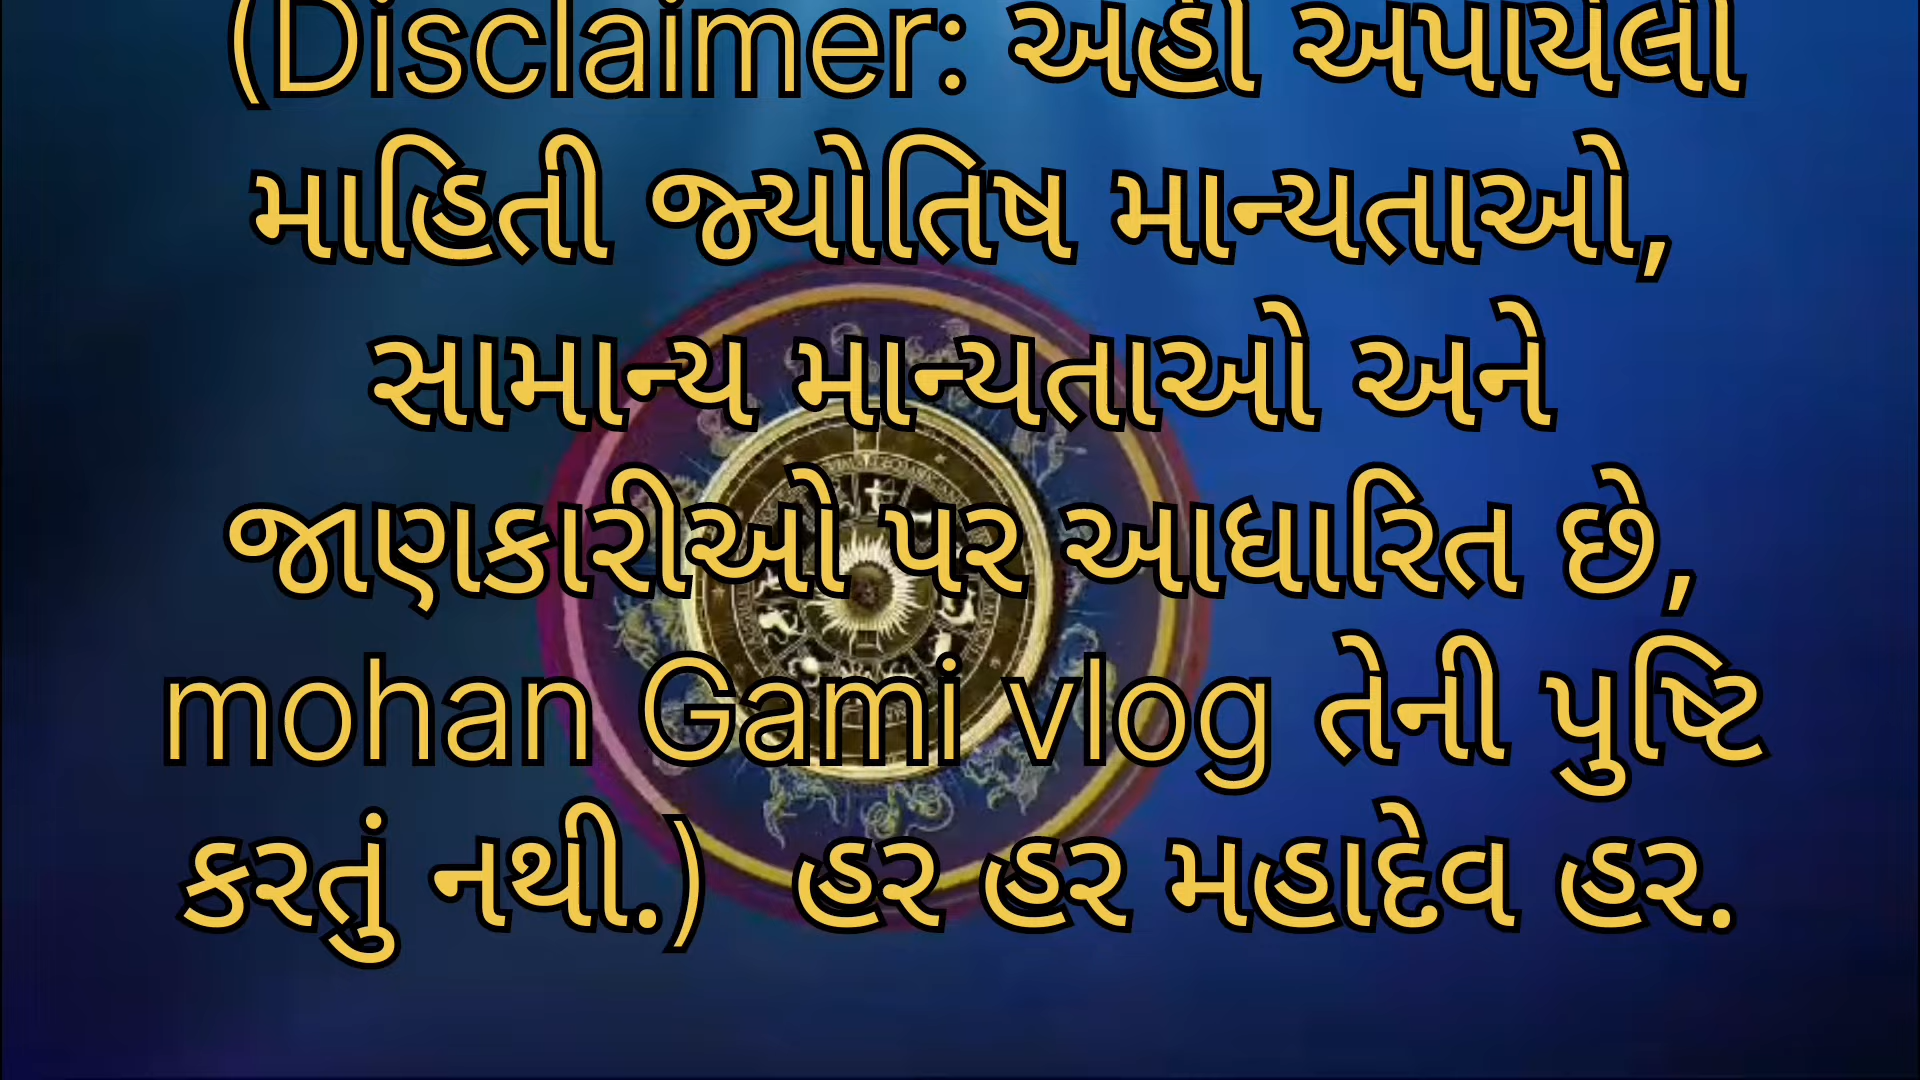 (Disclaimer: અહીં અપાયેલી
માહિતી જ્યોતિષ માન્યતાઓ,
સામાન્ય માન્યતાઓ અને
જાણકારીઓ પર આધારિત છે,
mohan Gami vlog તેની પુષ્ટિ
કરતું નથી.)  હર હર મહાદેવ હર.